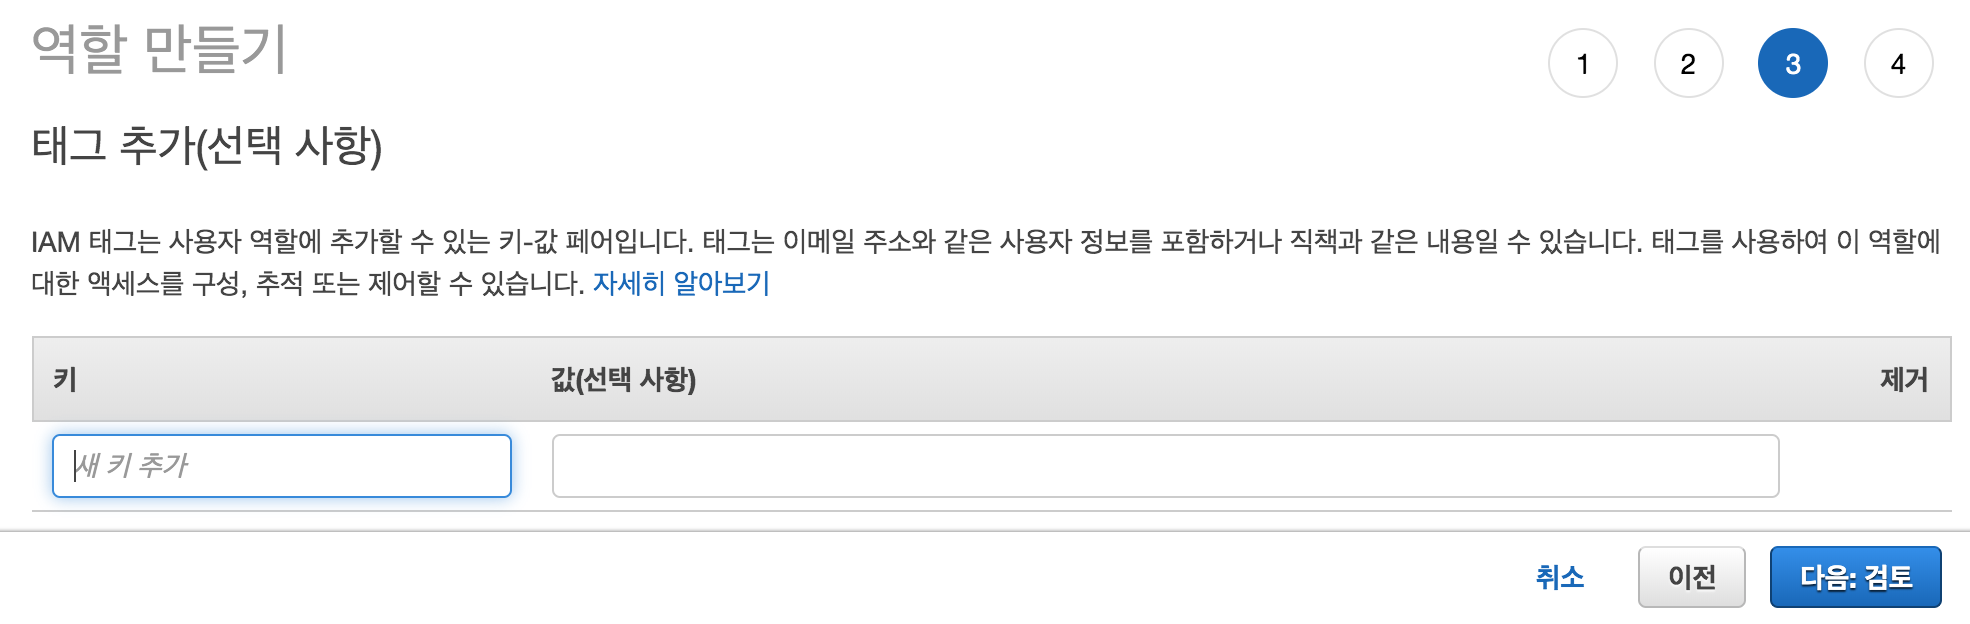 역할 만들기
1 2 3 4
태그 추가(선택 사항)
IAM 태그는 사용자 역할에 추가할 수 있는 키-값 페어입니다. 태그는 이메일 주소와 같은 사용자 정보를 포함하거나 직책과 같은 내용일 수 있습니다. 태그를 사용하여 이 역할에
대한 액세스를 구성, 추적 또는 제어할 수 있습니다. 자세히 알아보기
키 값(선택 사항) 제거
새 키 추가
취소 이전 다음: 검토